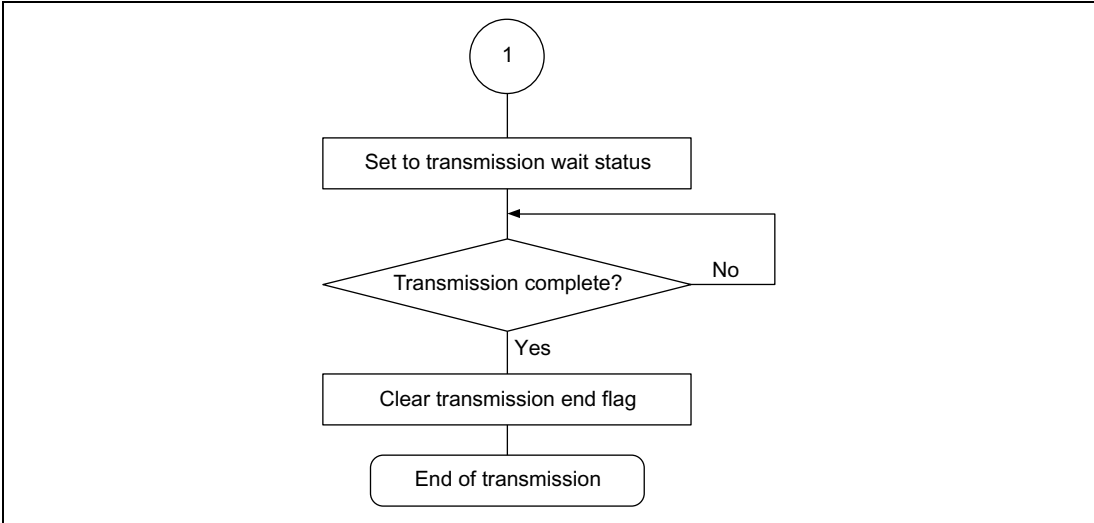 1
Set to transmission wait status
Transmission complete?
No
Yes
Clear transmission end flag
End of transmission